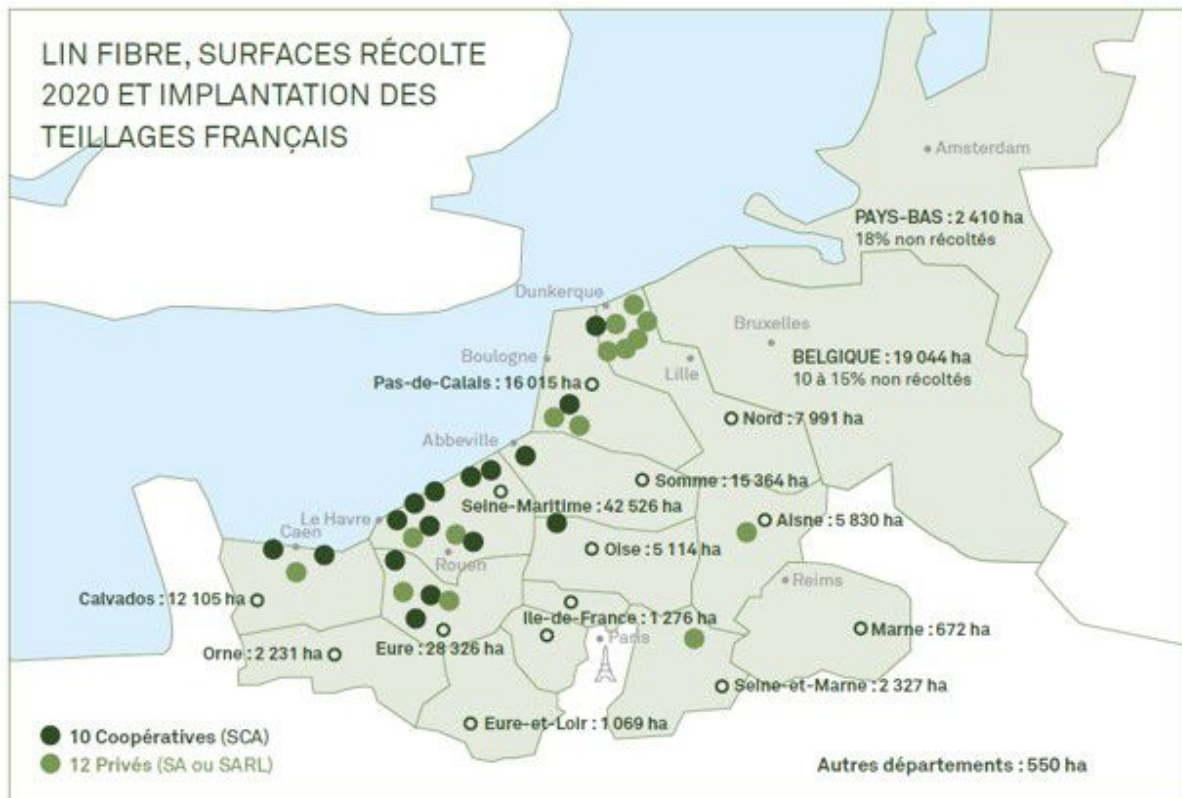 LIN FIBRE, SURFACES RÉCOLTE
2020 ET IMPLANTATION DES
TEILLAGES FRANÇAIS
Amsterdam
PAYS-BAS : 2 410 ha
18% non récoltés
Dunkerque
Bruxelles
Boulogne
Lille
BELGIQUE : 19 044 ha
10 à 15% non récoltés
Pas-de-Calais : 16 015 ha
Nord : 7 991 ha
Abbeville
Somme : 15 364 ha
Seine-Maritime : 42 526 ha
Le Havre
Caen
Aisne : 5 830 ha
Rouen
Oise : 5 114 ha
Reims
Calvados : 12 105 ha
Ile-de-France : 1 276 ha
Paris
Marne : 672 ha
Orne : 2 231 ha
Eure : 28 326 ha
Seine-et-Marne : 2 327 ha
Eure-et-Loir : 1 069 ha
10 Coopératives (SCA)
12 Privés (SA ou SARL)
Autres départements : 550 ha